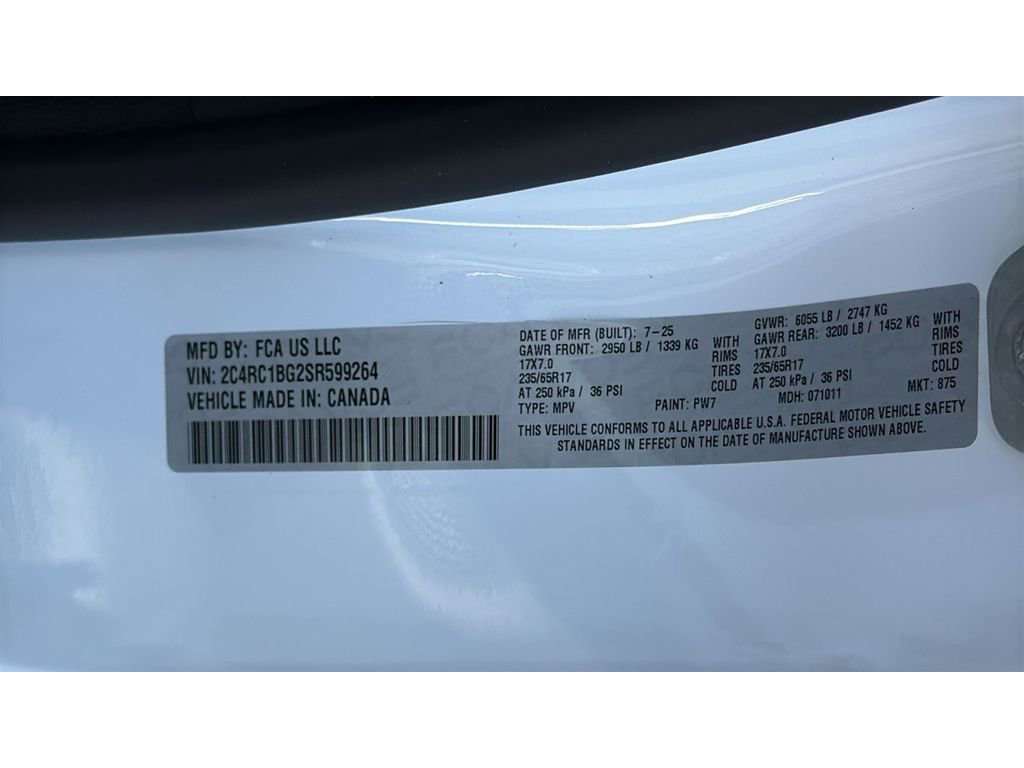 MFD BY: FCA US LLC
VIN: 2C4RC1BG2SR599264
VEHICLE MADE IN: CANADA
DATE OF MFR (BUILT): 7-25
GAWR FRONT: 2950 LB / 1339 KG WITH
17X7.0 RIMS
235/65R17 TIRES
AT 250 kPa / 36 PSI COLD
TYPE: MPV
PAINT: PW7
GVWR: 6055 LB / 2747 KG
GAWR REAR: 3200 LB / 1452 KG WITH
17X7.0 RIMS
235/65R17 TIRES
AT 250 kPa / 36 PSI COLD
MDH: 071011
MKT: 875
THIS VEHICLE CONFORMS TO ALL APPLICABLE U.S.A. FEDERAL MOTOR VEHICLE SAFETY
STANDARDS IN EFFECT ON THE DATE OF MANUFACTURE SHOWN ABOVE.